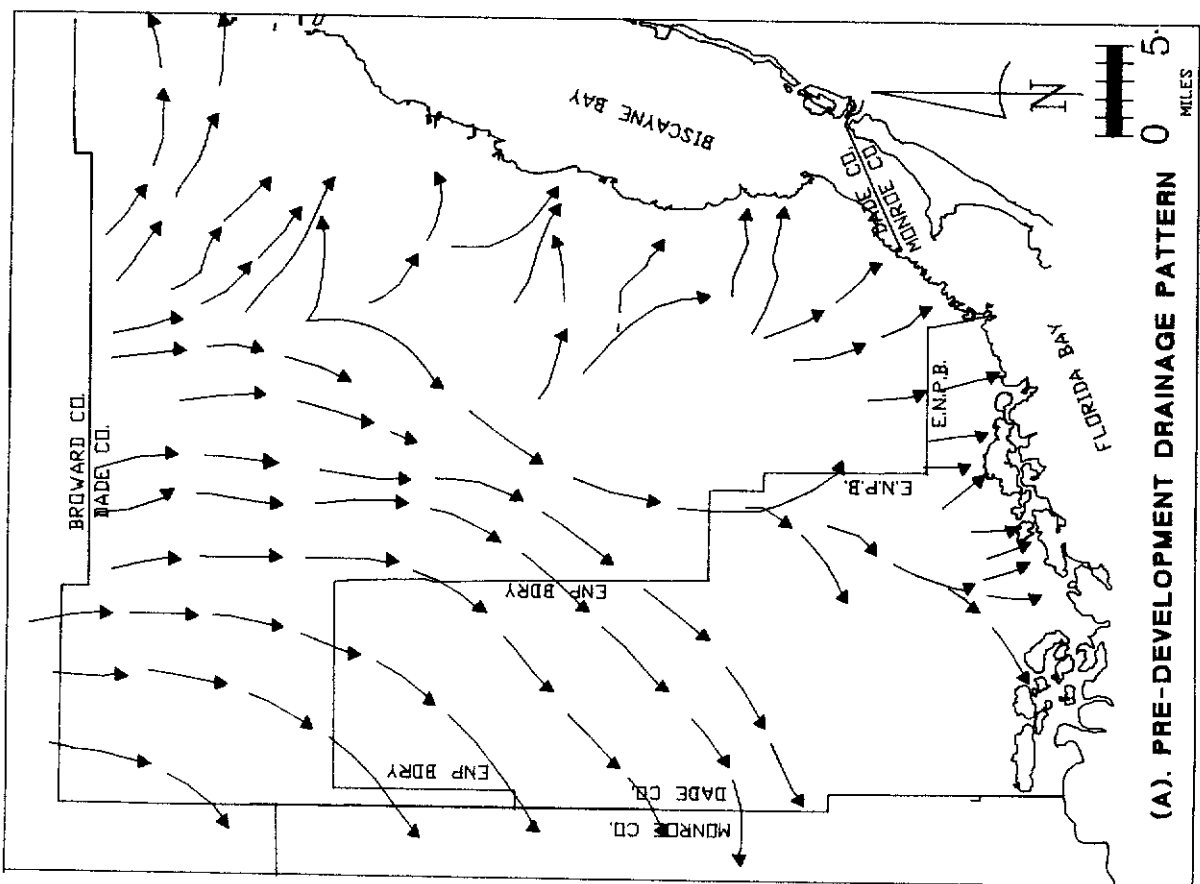 BROWARD CO.
DADE CO.
BISCAYNE BAY
DADE CO.
MONROE CO.
ENP BDRY
ENP BDRY
E.N.P.B.
E.N.P.B.
DADE CO.
MONROE CO.
FLORIDA BAY
N
0 5
MILES
(A). PRE-DEVELOPMENT DRAINAGE PATTERN